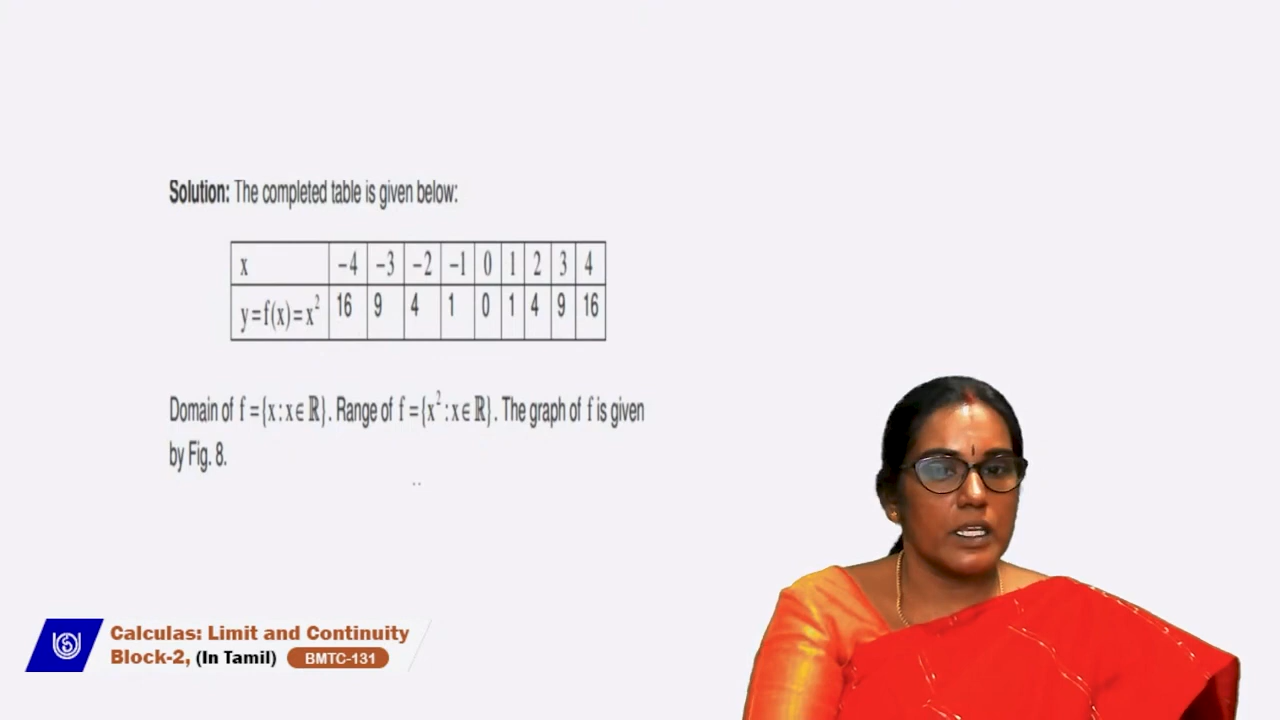 Solution: The completed table is given below:
x −4 −3 −2 −1 0 1 2 3 4
y=f(x)=x² 16 9 4 1 0 1 4 9 16
Domain of f={x:x∈ℝ}. Range of f={x²:x∈ℝ}. The graph of f is given
by Fig. 8.
Calculas: Limit and Continuity
Block-2, (In Tamil) BMTC-131